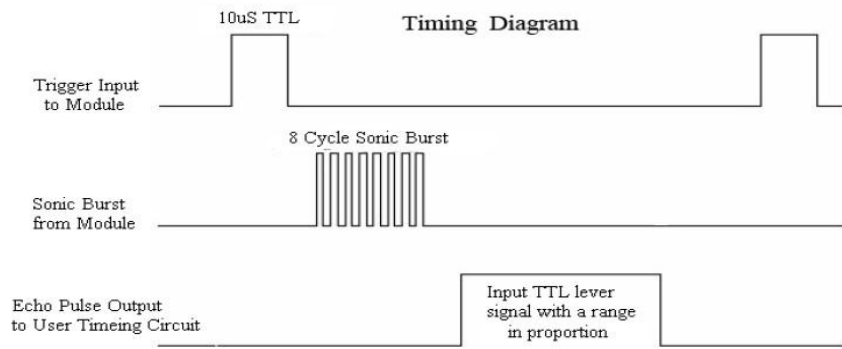 10uS TTL
Timing Diagram
Trigger Input
to Module
8 Cycle Sonic Burst
Sonic Burst
from Module
Echo Pulse Output
to User Timeing Circuit
Input TTL lever
signal with a range
in proportion